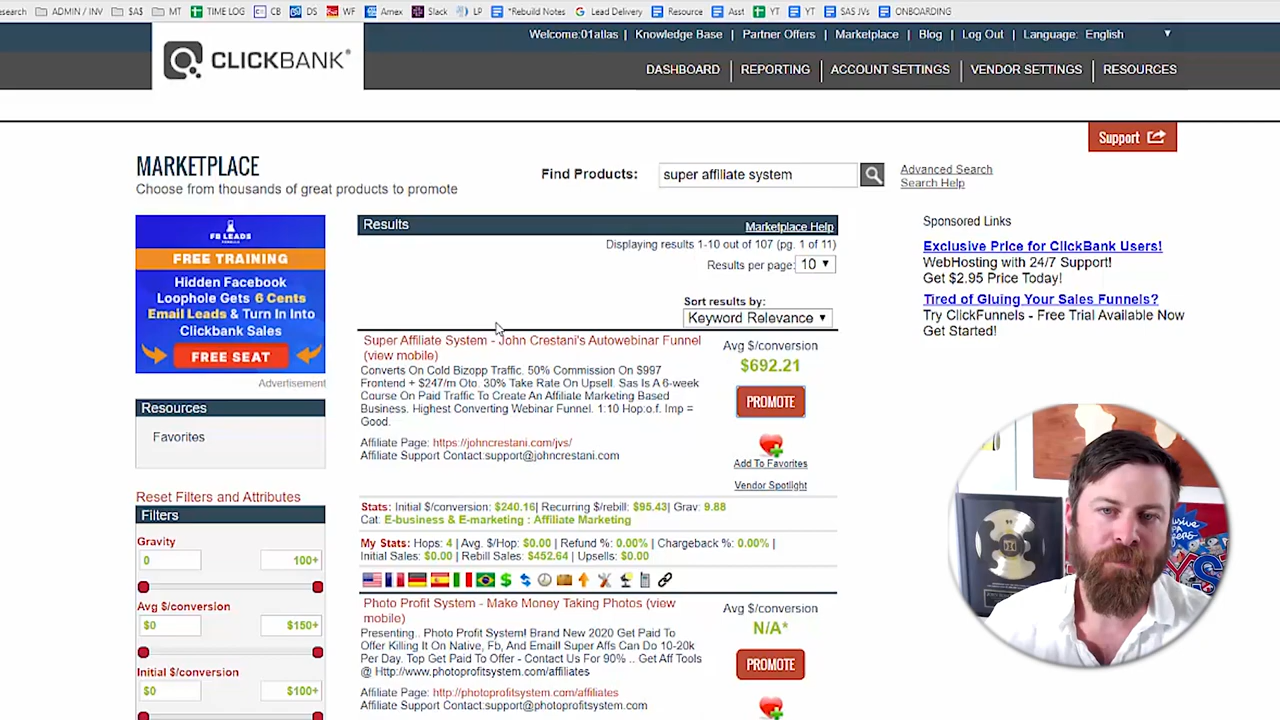 search
ADMIN / INV
$A$
MT
TIME LOG
CB
DS
WF
Amex
Slack
LP
*Rebuild Notes
Lead Delivery
Resource
Asst
YT
YT
SAS JVs
ONBOARDING
Welcome:01atlas | Knowledge Base | Partner Offers | Marketplace | Blog | Log Out | Language: English
CLICKBANK®
DASHBOARD | REPORTING | ACCOUNT SETTINGS | VENDOR SETTINGS | RESOURCES
Support
MARKETPLACE
Choose from thousands of great products to promote
Find Products:
super affiliate system
Advanced Search
Search Help
FB LEADS
FREE TRAINING
Hidden Facebook
Loophole Gets 6 Cents
Email Leads & Turn In Into
Clickbank Sales
FREE SEAT
Advertisement
Resources
Favorites
Reset Filters and Attributes
Filters
Gravity
0
100+
Avg $/conversion
$0
$150+
Initial $/conversion
$0
$100+
Results
Marketplace Help
Displaying results 1-10 out of 107 (pg. 1 of 11)
Results per page: 10
Sort results by:
Keyword Relevance
Super Affiliate System - John Crestani's Autowebinar Funnel
(view mobile)
Converts On Cold Bizopp Traffic. 50% Commission On $997
Frontend + $247/m Oto. 30% Take Rate On Upsell. Sas Is A 6-week
Course On Paid Traffic To Create An Affiliate Marketing Based
Business. Highest Converting Webinar Funnel. 1:10 Hop:o.f. Imp =
Good.
Affiliate Page: https://johncrestani.com/jvs/
Affiliate Support Contact:support@johncrestani.com
Avg $/conversion
$692.21
PROMOTE
Add To Favorites
Vendor Spotlight
Stats: Initial $/conversion: $240.16| Recurring $/rebill: $95.43| Grav: 9.88
Cat: E-business & E-marketing : Affiliate Marketing
My Stats: Hops: 4 | Avg. $/Hop: $0.00 | Refund %: 0.00% | Chargeback %: 0.00% |
Initial Sales: $0.00 | Rebill Sales: $452.64 | Upsells: $0.00
Photo Profit System - Make Money Taking Photos (view
mobile)
Presenting.. Photo Profit System! Brand New 2020 Get Paid To
Offer Killing It On Native, Fb, And Email! Super Affs Can Do 10-20k
Per Day. Top Get Paid To Offer - Contact Us For 90% .. Get Aff Tools
@ Http://www.photoprofitsystem.com/affiliates
Affiliate Page: http://photoprofitsystem.com/affiliates
Affiliate Support Contact:support@photoprofitsystem.com
Avg $/conversion
N/A*
PROMOTE
Sponsored Links
Exclusive Price for ClickBank Users!
WebHosting with 24/7 Support!
Get $2.95 Price Today!
Tired of Gluing Your Sales Funnels?
Try ClickFunnels - Free Trial Available Now
Get Started!